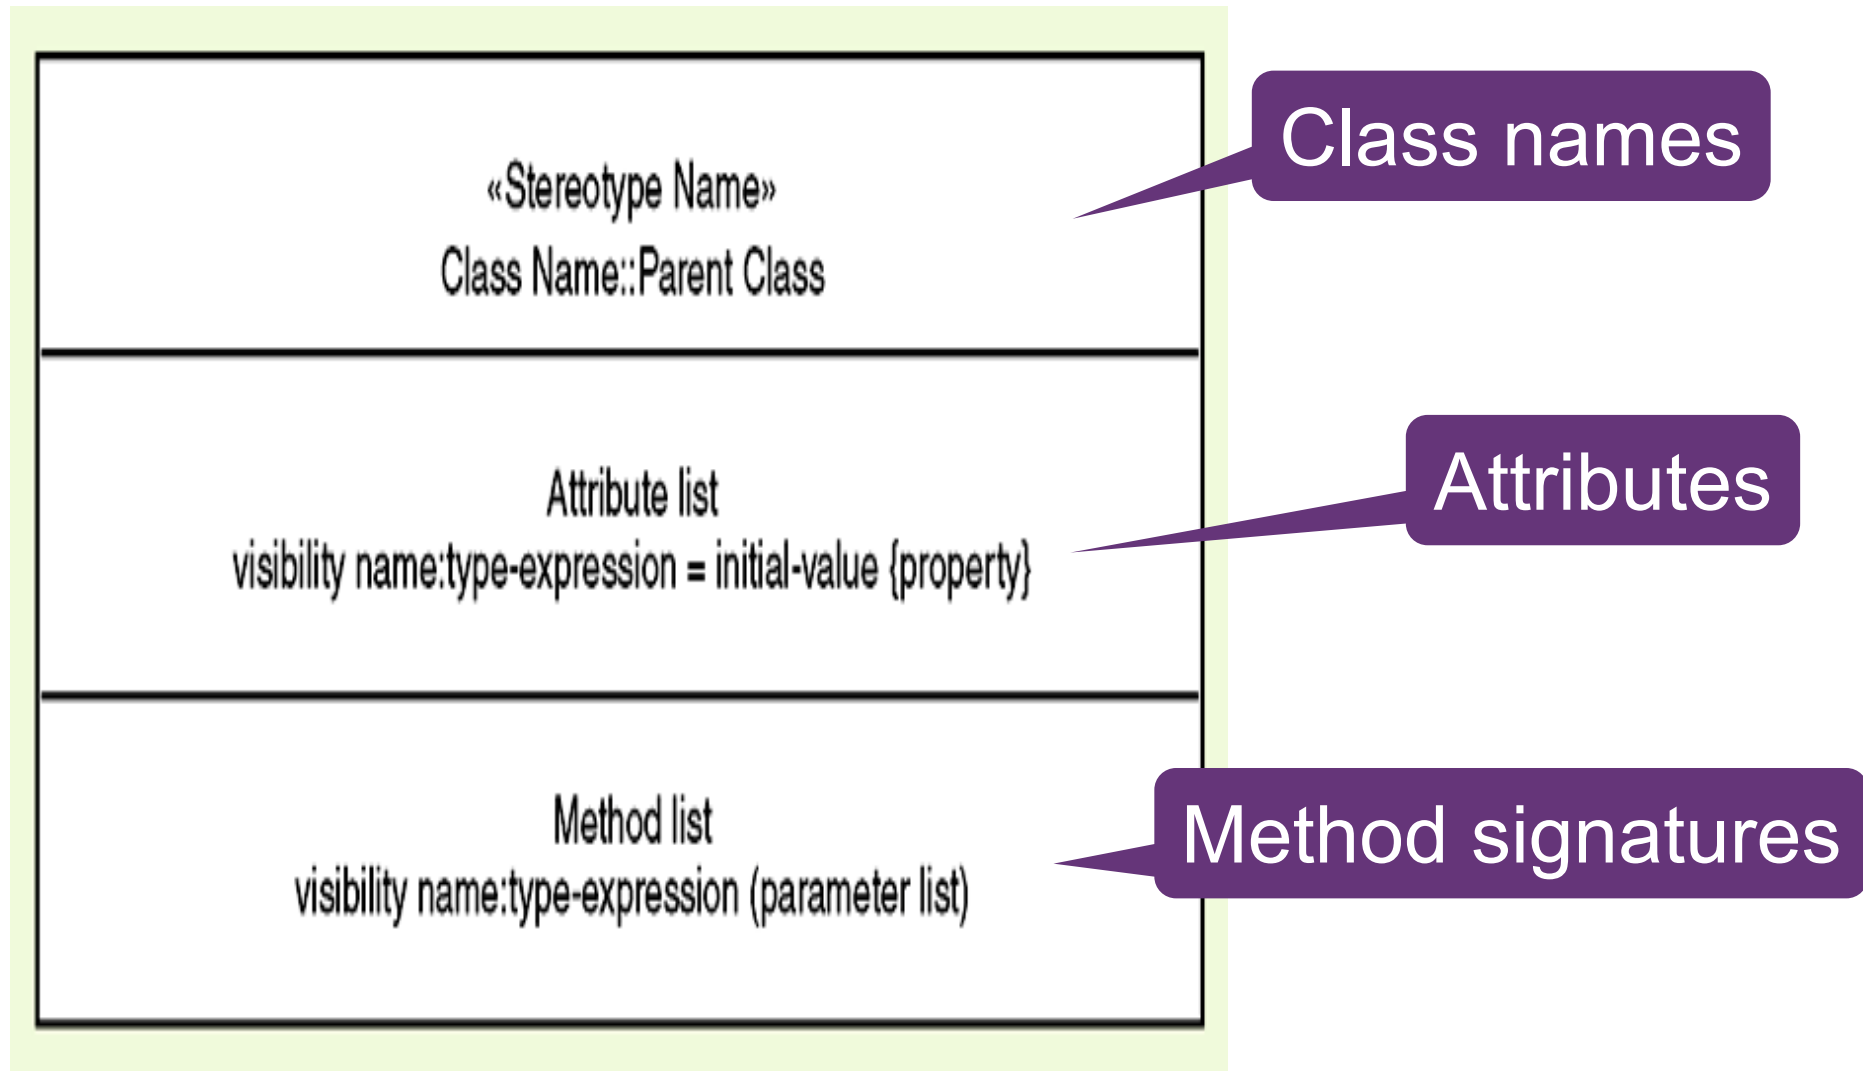 «Stereotype Name»
Class Name::Parent Class
Class names
Attribute list
visibility name:type-expression = initial-value {property}
Attributes
Method list
visibility name:type-expression (parameter list)
Method signatures